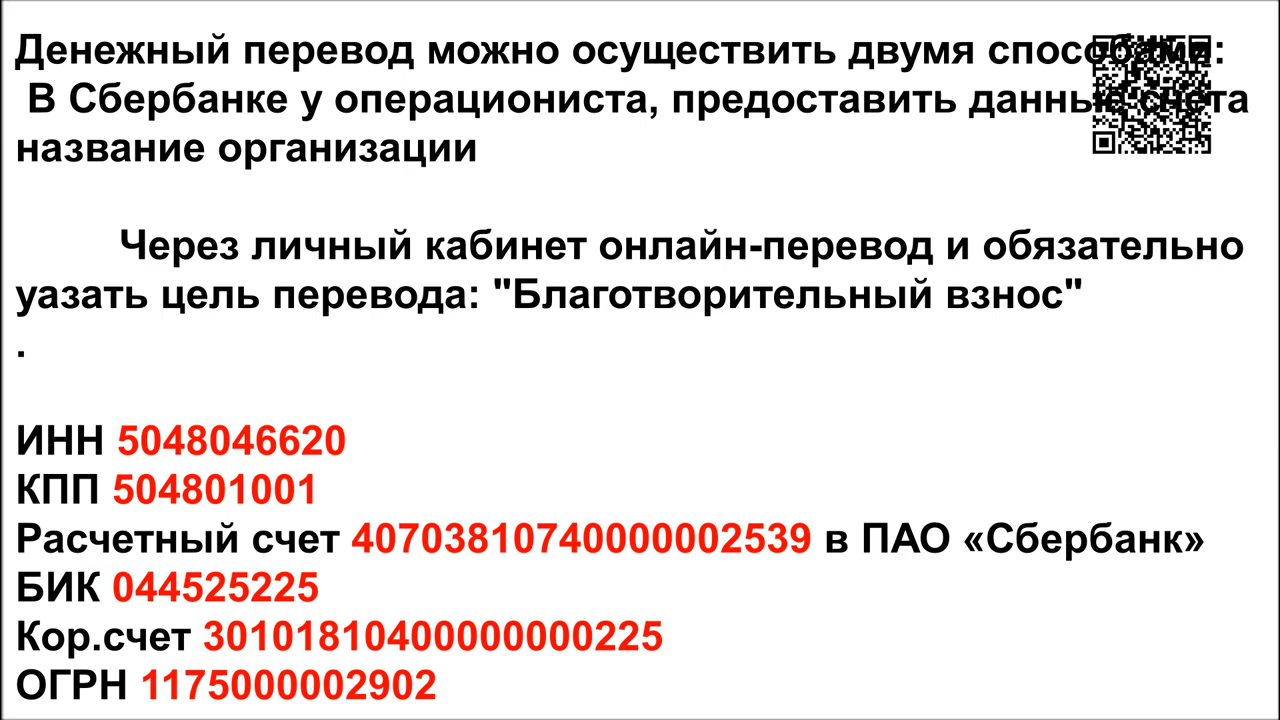 Денежный перевод можно осуществить двумя способами:
В Сбербанке у операциониста, предоставить данные счета
название организации
Через личный кабинет онлайн-перевод и обязательно
уазать цель перевода: "Благотворительный взнос"
.
ИНН 5048046620
КПП 504801001
Расчетный счет 40703810740000002539 в ПАО «Сбербанк»
БИК 044525225
Кор.счет 30101810400000000225
ОГРН 1175000002902